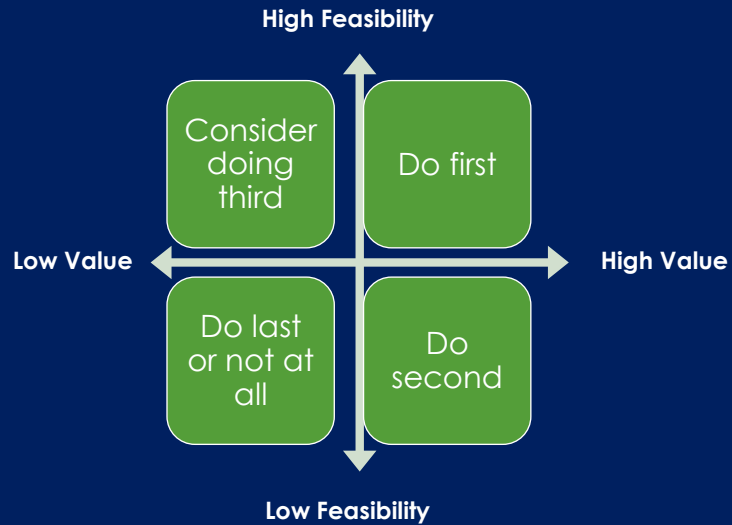 High Feasibility
Consider
doing
third
Do first
Low Value
High Value
Do last
or not at
all
Do
second
Low Feasibility